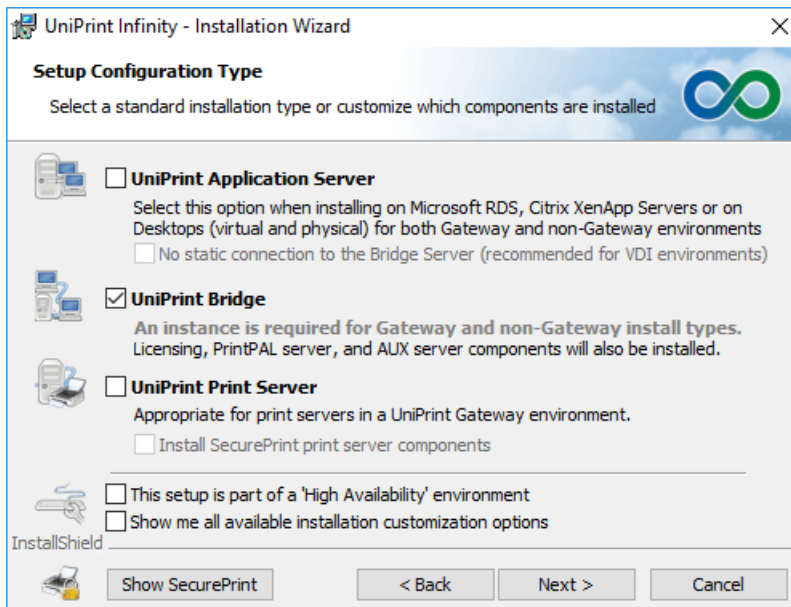 UniPrint Infinity - Installation Wizard
Setup Configuration Type
Select a standard installation type or customize which components are installed
UniPrint Application Server
Select this option when installing on Microsoft RDS, Citrix XenApp Servers or on
Desktops (virtual and physical) for both Gateway and non-Gateway environments
No static connection to the Bridge Server (recommended for VDI environments)
UniPrint Bridge
An instance is required for Gateway and non-Gateway install types.
Licensing, PrintPAL server, and AUX server components will also be installed.
UniPrint Print Server
Appropriate for print servers in a UniPrint Gateway environment.
Install SecurePrint print server components
This setup is part of a 'High Availability' environment
Show me all available installation customization options
InstallShield
Show SecurePrint
< Back
Next >
Cancel